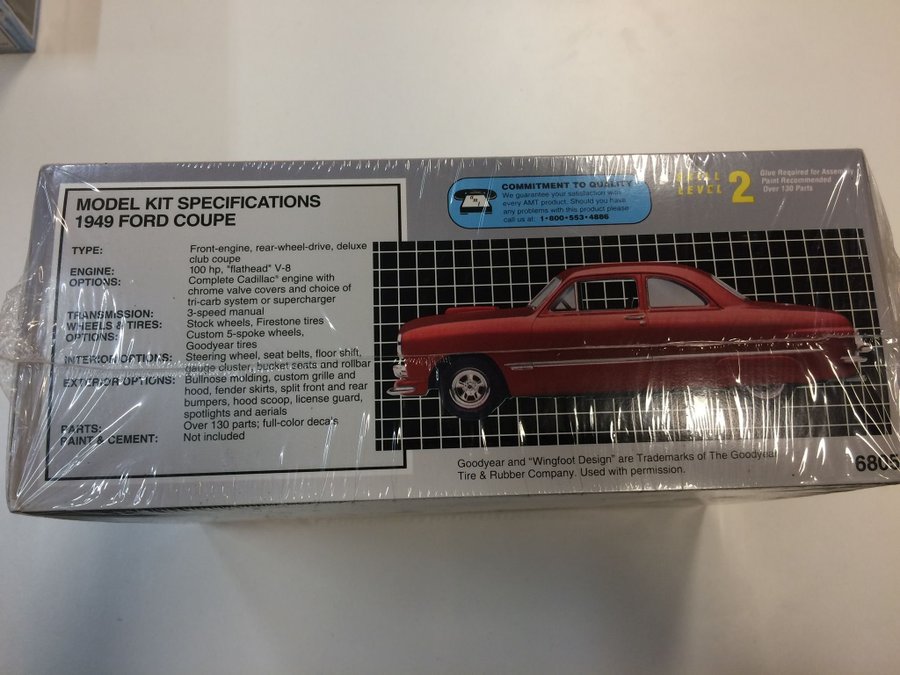 MODEL KIT SPECIFICATIONS
1949 FORD COUPE
TYPE: Front-engine, rear-wheel-drive, deluxe
club coupe
ENGINE: 100 hp, "flathead" V-8
OPTIONS: Complete Cadillac® engine with
chrome valve covers and choice of
tri-carb system or supercharger
TRANSMISSION: 3-speed manual
WHEELS & TIRES: Stock wheels, Firestone tires
OPTIONS: Custom 5-spoke wheels,
Goodyear tires
INTERIOR OPTIONS: Steering wheel, seat belts, floor shift,
gauge cluster, bucket seats and rollbar
EXTERIOR OPTIONS: Bullnose molding, custom grille and
hood, fender skirts, split front and rear
bumpers, hood scoop, license guard,
spotlights and aerials
PARTS: Over 130 parts; full-color decals
PAINT & CEMENT: Not included
COMMITMENT TO QUALITY
We guarantee your satisfaction with
every AMT product. Should you have
any problems with this product please
call us at: 1•800•553•4886
SKILL
LEVEL 2
Glue Required for Assembly
Paint Recommended
Over 130 Parts
Goodyear and "Wingfoot Design" are Trademarks of The Goodyear
Tire & Rubber Company. Used with permission.
6805